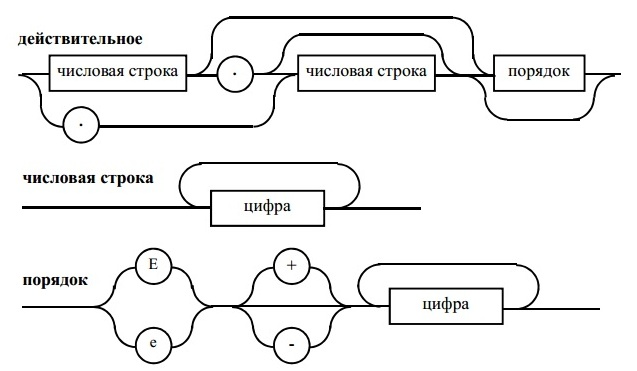 действительное
числовая строка . числовая строка порядок
.
числовая строка
цифра
E +
порядок
цифра
e -